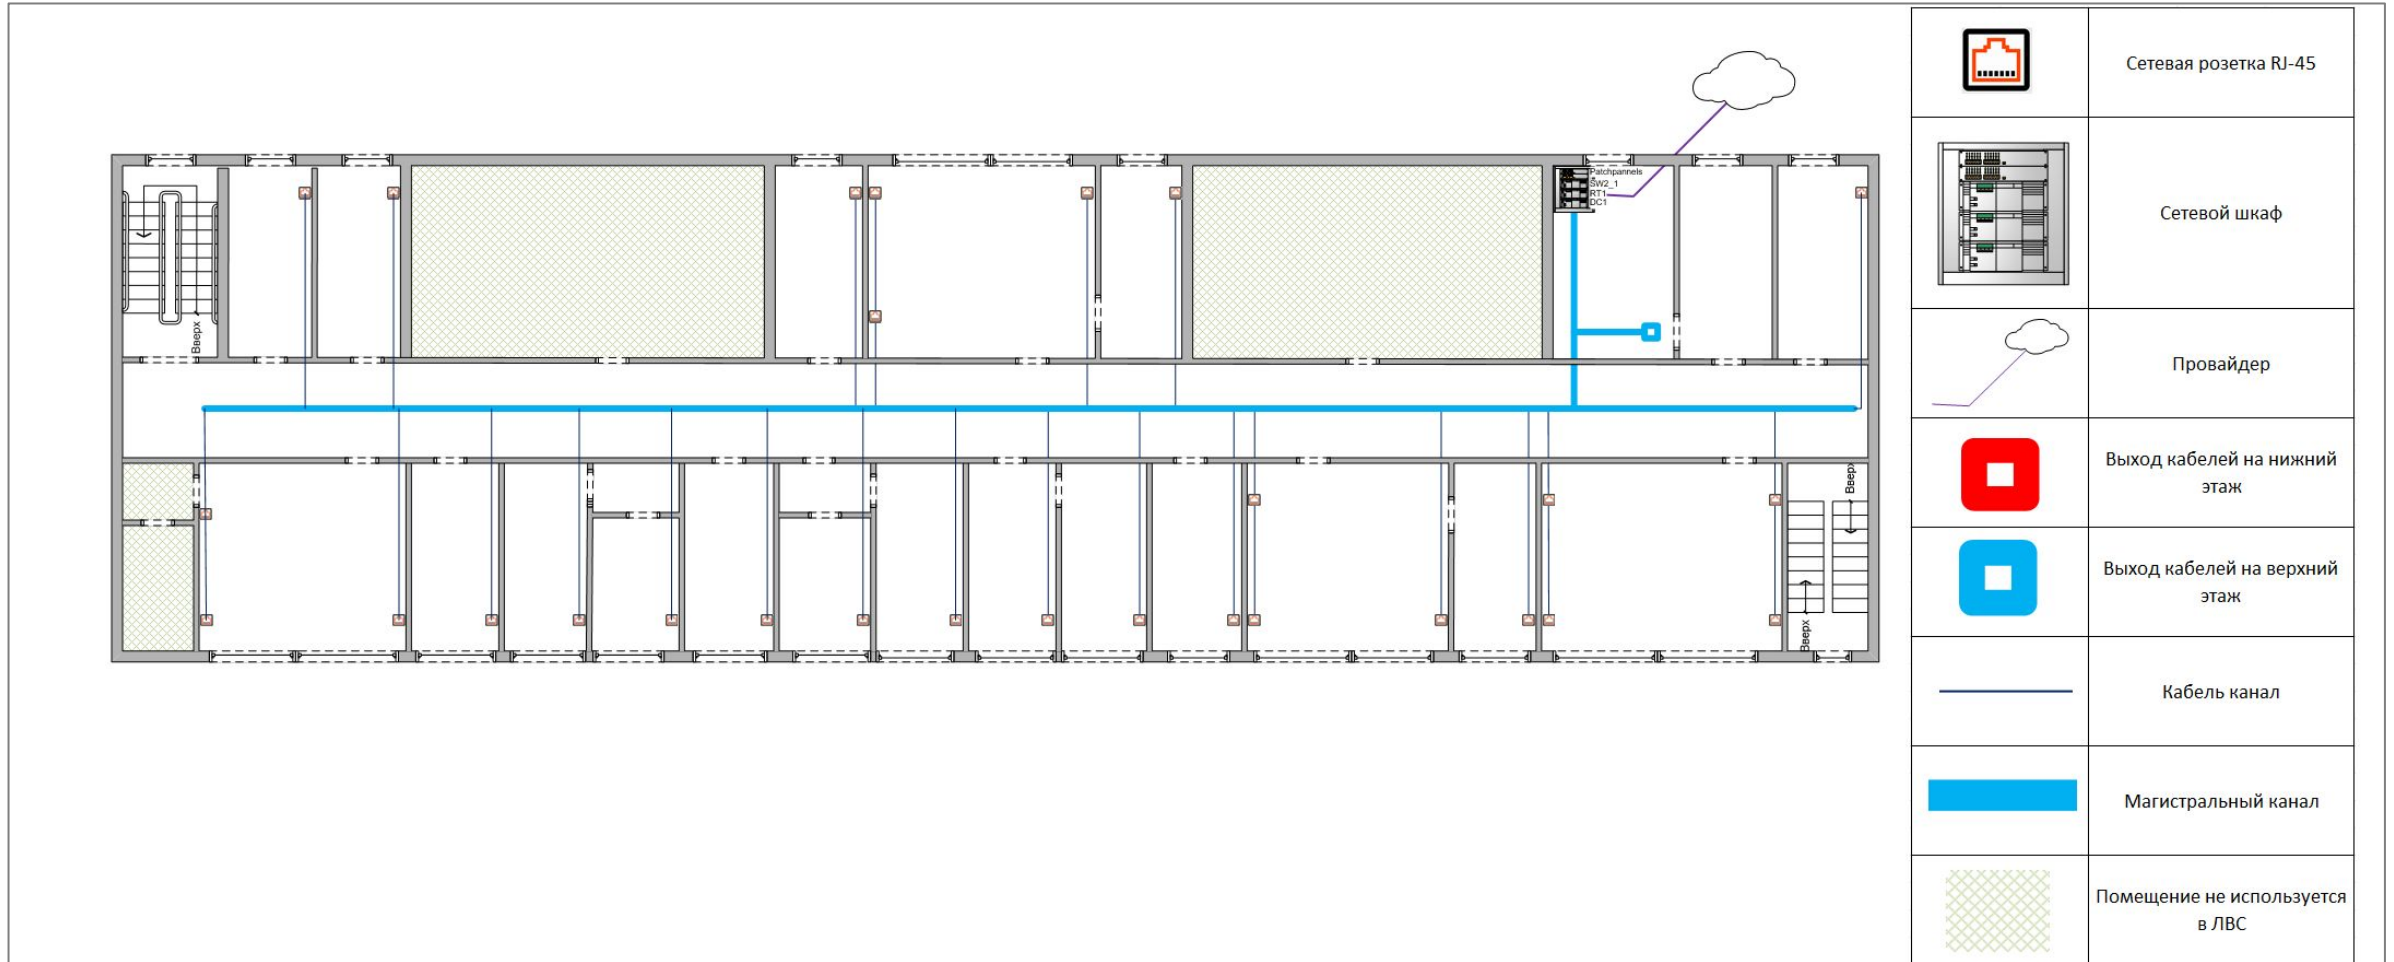 Patchpannels
SW2_1
RT1
DC1
Вверх
Вверх
Вверх
Сетевая розетка RJ-45
Сетевой шкаф
Провайдер
Выход кабелей на нижний
этаж
Выход кабелей на верхний
этаж
Кабель канал
Магистральный канал
Помещение не используется
в ЛВС